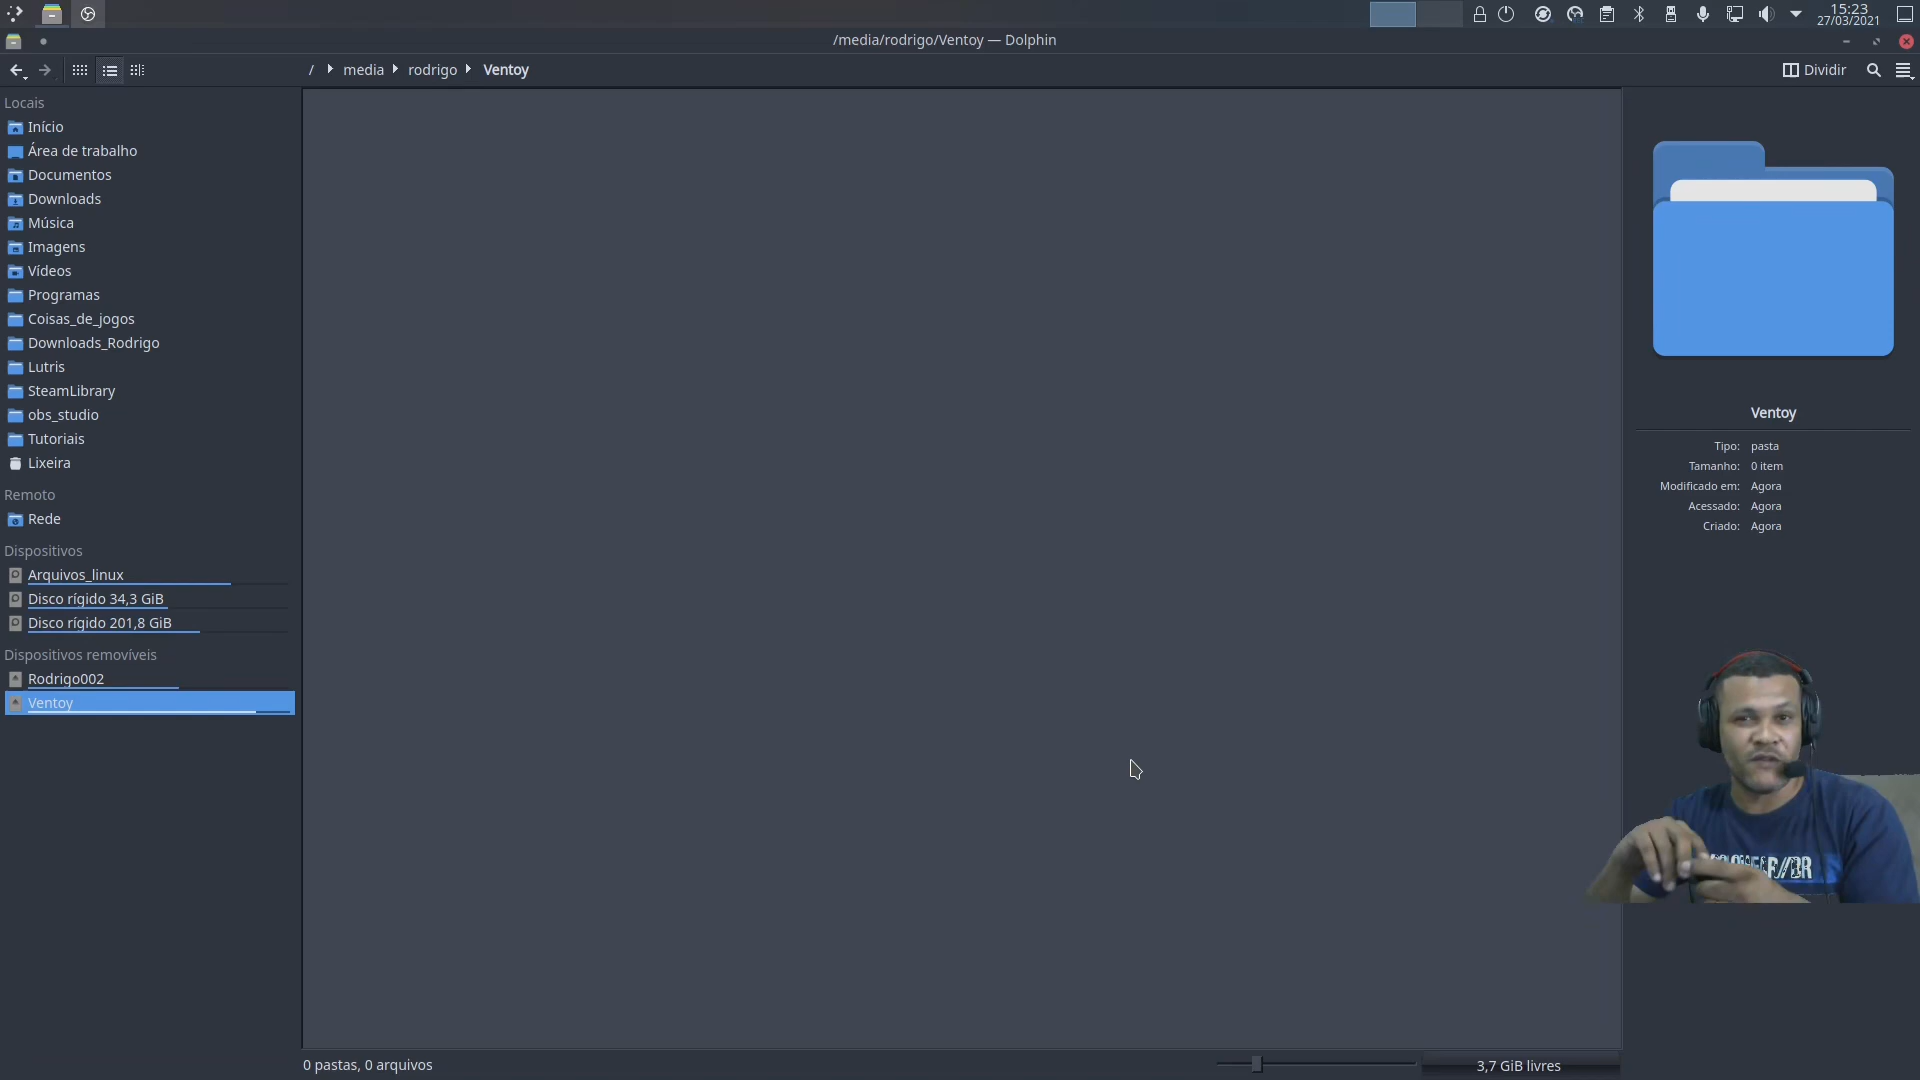 15:23
27/03/2021
/media/rodrigo/Ventoy — Dolphin
/ media rodrigo Ventoy
Dividir
Locais
Início
Área de trabalho
Documentos
Downloads
Música
Imagens
Vídeos
Programas
Coisas_de_jogos
Downloads_Rodrigo
Lutris
SteamLibrary
obs_studio
Tutoriais
Lixeira
Remoto
Rede
Dispositivos
Arquivos_linux
Disco rígido 34,3 GiB
Disco rígido 201,8 GiB
Dispositivos removíveis
Rodrigo002
Ventoy
Ventoy
Tipo: pasta
Tamanho: 0 item
Modificado em: Agora
Acessado: Agora
Criado: Agora
0 pastas, 0 arquivos
3,7 GiB livres